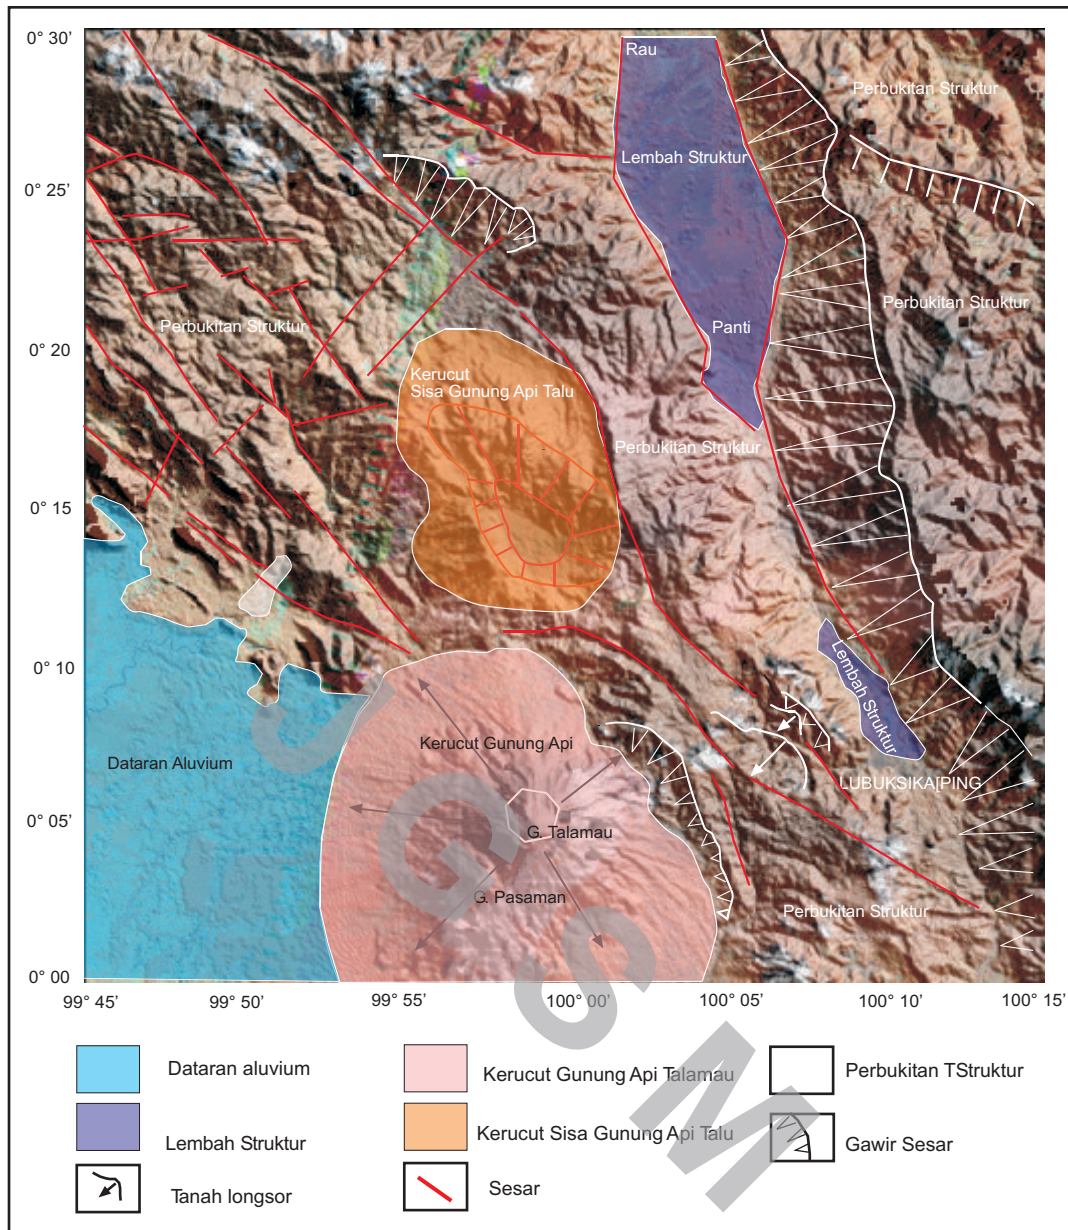 0° 30’
0° 25’
0° 20’
0° 15’
0° 10’
0° 05’
0° 00
Rau
Perbukitan Struktur
Lembah Struktur
Perbukitan Struktur
Perbukitan Struktur
Panti
Kerucut
Sisa Gunung Api Talu
Perbukitan Struktur
Lembah Struktur
Kerucut Gunung Api
Dataran Aluvium
LUBUKSIKA[PING
G. Talamau
G. Pasaman
Perbukitan Struktur
99° 45’ 99° 50’ 99° 55’ 100° 00’ 100° 05’ 100° 10’ 100° 15’
Dataran aluvium
Kerucut Gunung Api Talamau
Perbukitan TStruktur
Lembah Struktur
Kerucut Sisa Gunung Api Talu
Gawir Sesar
Tanah longsor
Sesar
JGSM